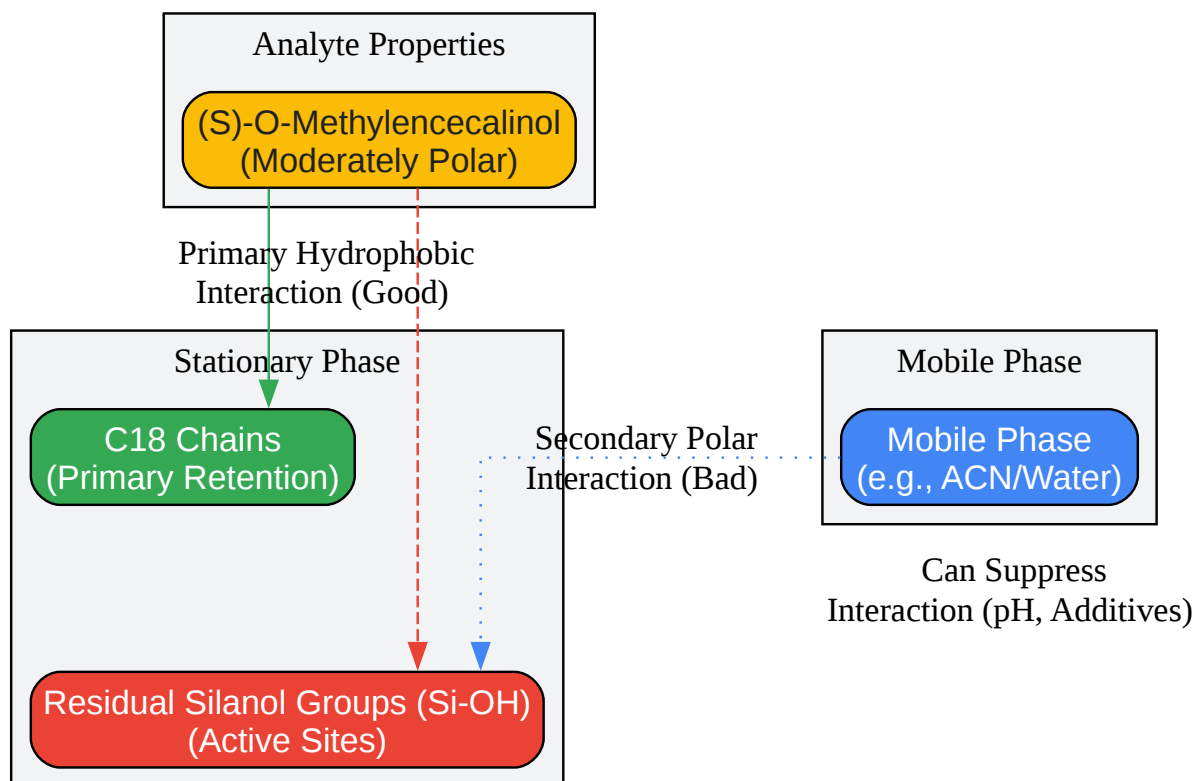 Analyte Properties
(S)-O-Methylencecalinol
(Moderately Polar)
Primary Hydrophobic
Interaction (Good)
Stationary Phase
Mobile Phase
C18 Chains
(Primary Retention)
Secondary Polar
Interaction (Bad)
Mobile Phase
(e.g., ACN/Water)
Can Suppress
Interaction (pH, Additives)
Residual Silanol Groups (Si-OH)
(Active Sites)